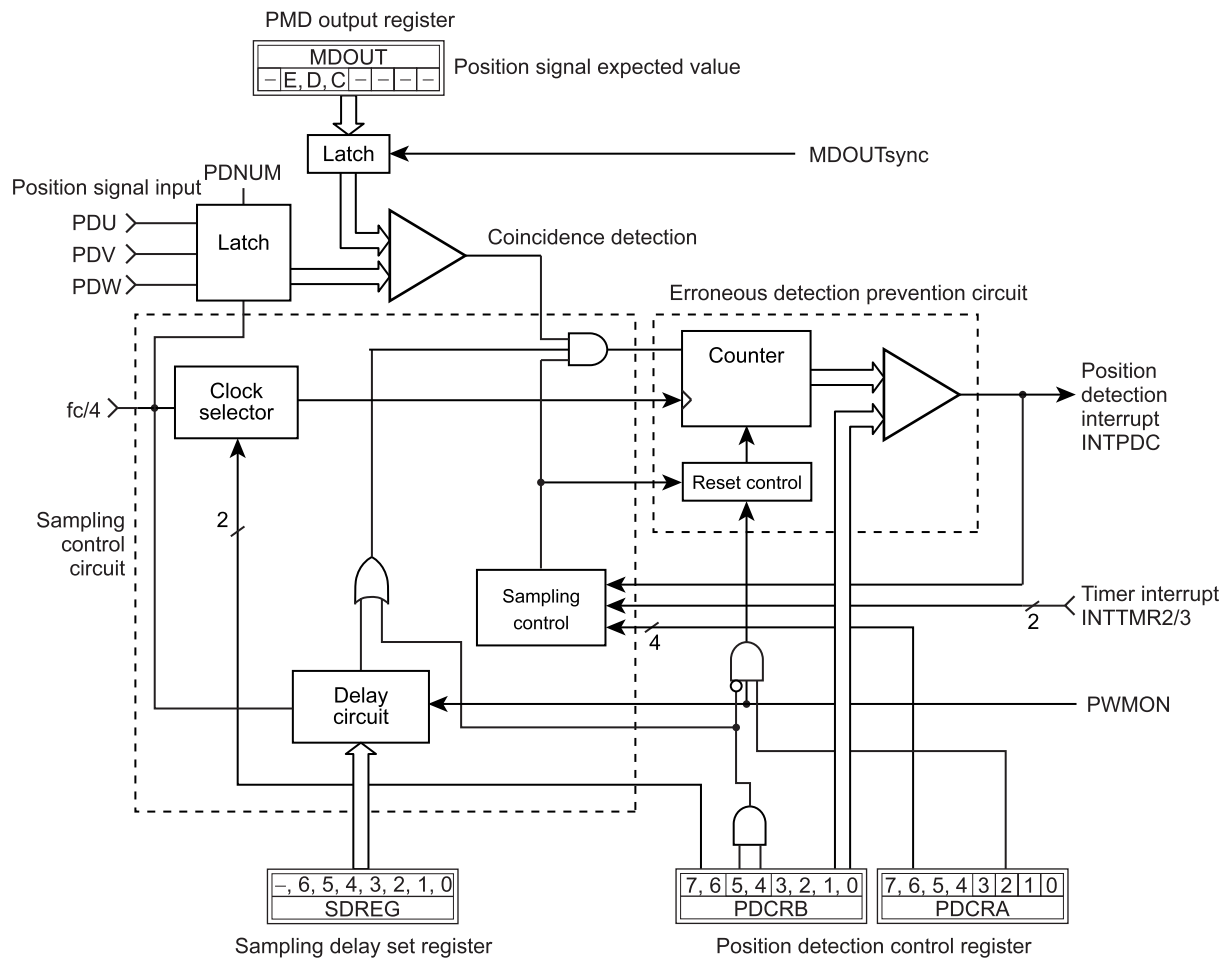 PMD output register
MDOUT
– E, D, C – – – –
Position signal expected value
Latch
MDOUTsync
PDNUM
Position signal input
PDU
PDV
PDW
Latch
Coincidence detection
Erroneous detection prevention circuit
Counter
Clock
selector
fc/4
Position
detection
interrupt
INTPDC
Reset control
2
Sampling
control
circuit
Sampling
control
Timer interrupt
INTTMR2/3
2
4
Delay
circuit
PWMON
–, 6, 5, 4, 3, 2, 1, 0
SDREG
7, 6 5, 4 3, 2, 1, 0
PDCRB
7, 6, 5, 4 3 2 1 0
PDCRA
Sampling delay set register
Position detection control register